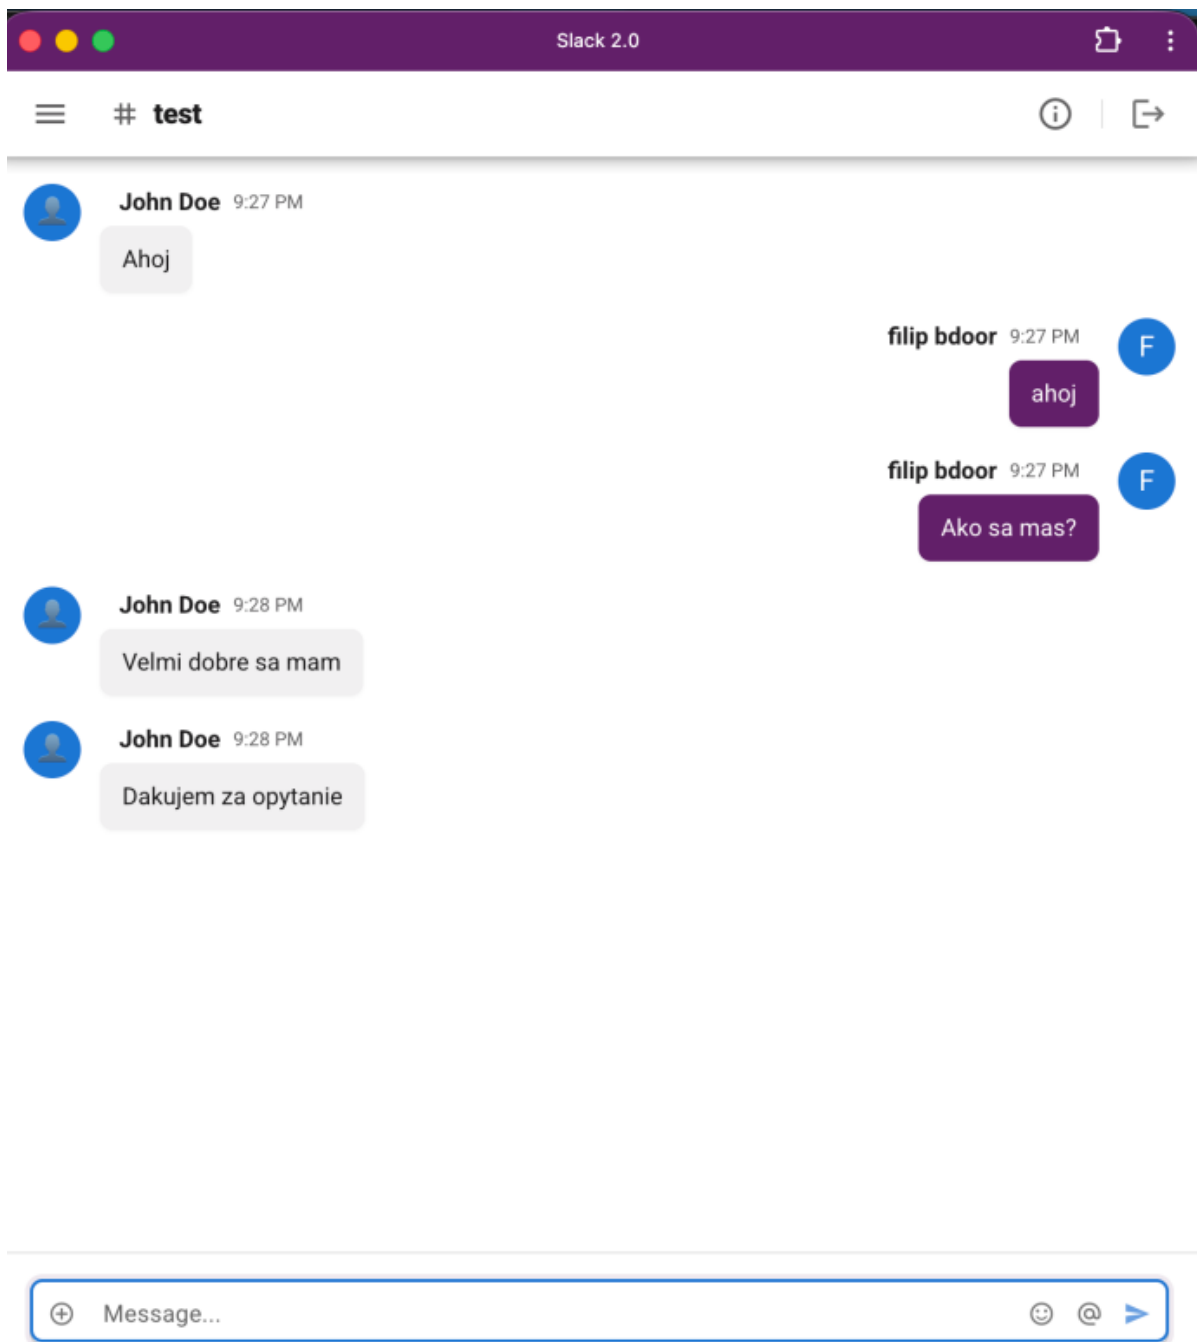 Slack 2.0
# test
John Doe 9:27 PM
Ahoj
filip bdoor 9:27 PM
F
ahoj
filip bdoor 9:27 PM
F
Ako sa mas?
John Doe 9:28 PM
Velmi dobre sa mam
John Doe 9:28 PM
Dakujem za opytanie
Message...